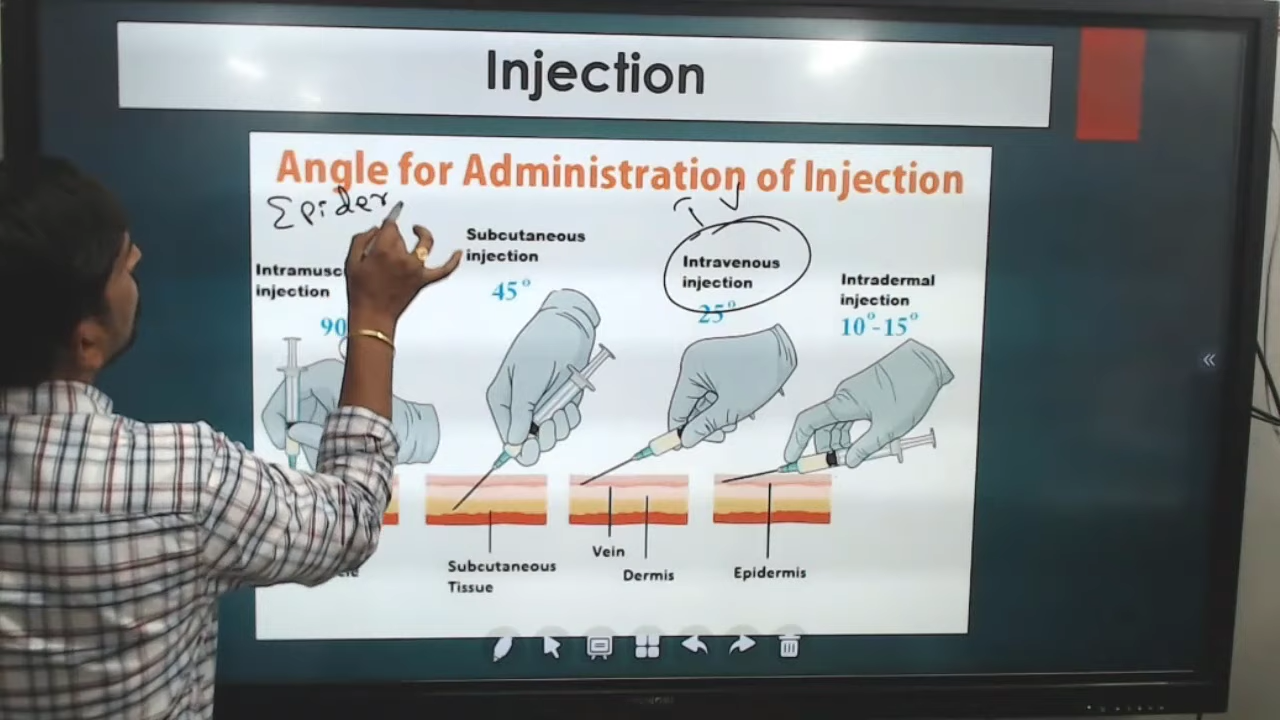 Injection
Angle for Administration of Injection
Epider
I V
Intramusc
injection
90
Subcutaneous
injection
45°
Intravenous
injection
25°
Intradermal
injection
10°-15°
Subcutaneous
Tissue
Vein
Dermis
Epidermis
«